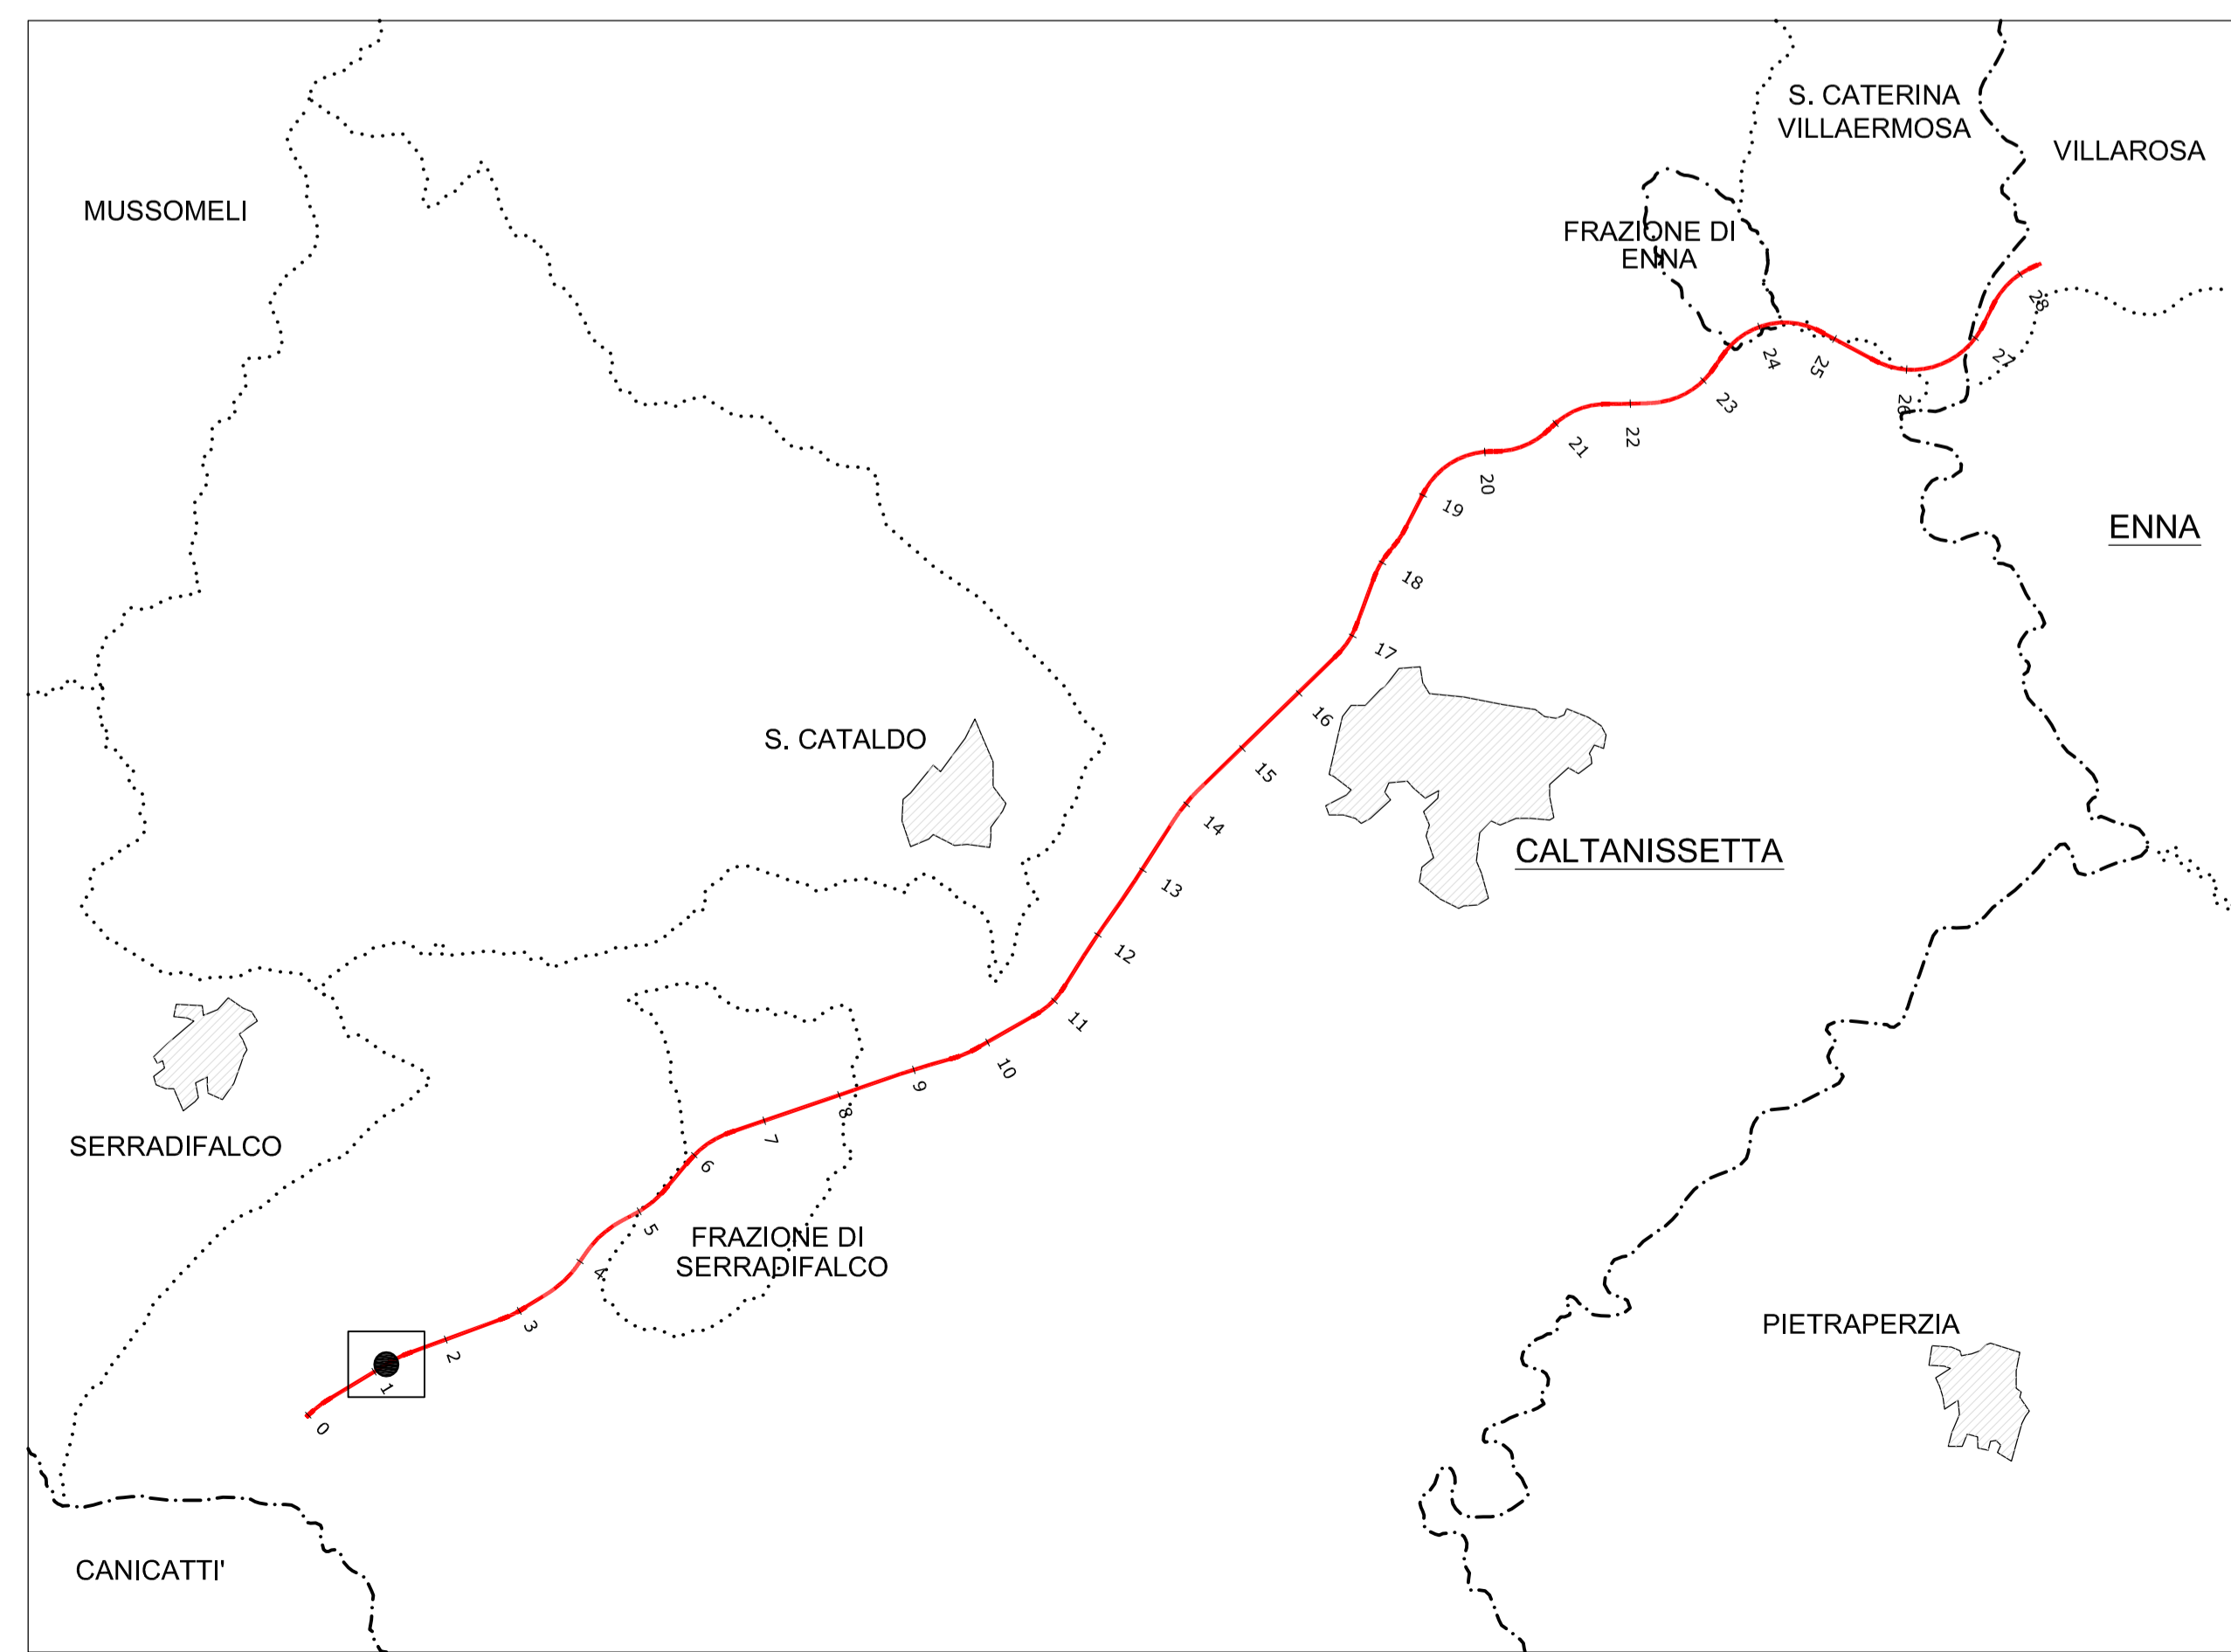 S. CATERINA
VILLAERMOSA
VILLAROSA
MUSSOMELI
FRAZIONE DI
ENNA
28
27
26
25
24
23
22
21
20
19
18
17
16
15
14
13
12
11
10
9
8
7
6
5
4
3
2
1
0
ENNA
S. CATALDO
CALTANISSETTA
SERRADIFALCO
FRAZIONE DI
SERRADIFALCO
PIETRAPERZIA
CANICATTI'